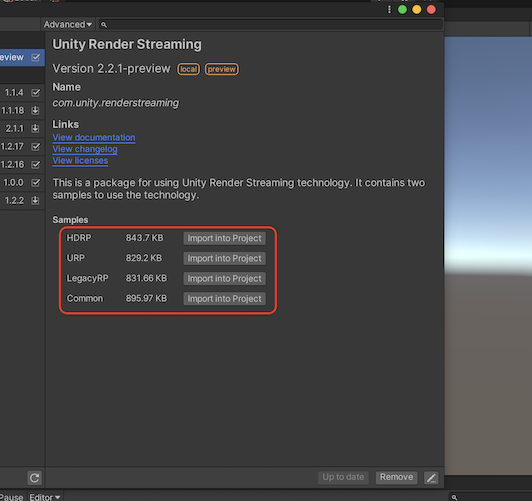 Advanced
Unity Render Streaming
eview
Version 2.2.1-preview local preview
Name
1.1.4
com.unity.renderstreaming
1.1.18
2.1.1
Links
View documentation
1.2.17
View changelog
1.2.16
View licenses
1.0.0
This is a package for using Unity Render Streaming technology. It contains two
1.2.2
samples to use the technology.
Samples
HDRP 843.7 KB Import into Project
URP 829.2 KB Import into Project
LegacyRP 831.66 KB Import into Project
Common 895.97 KB Import into Project
Up to date Remove
Pause Editor